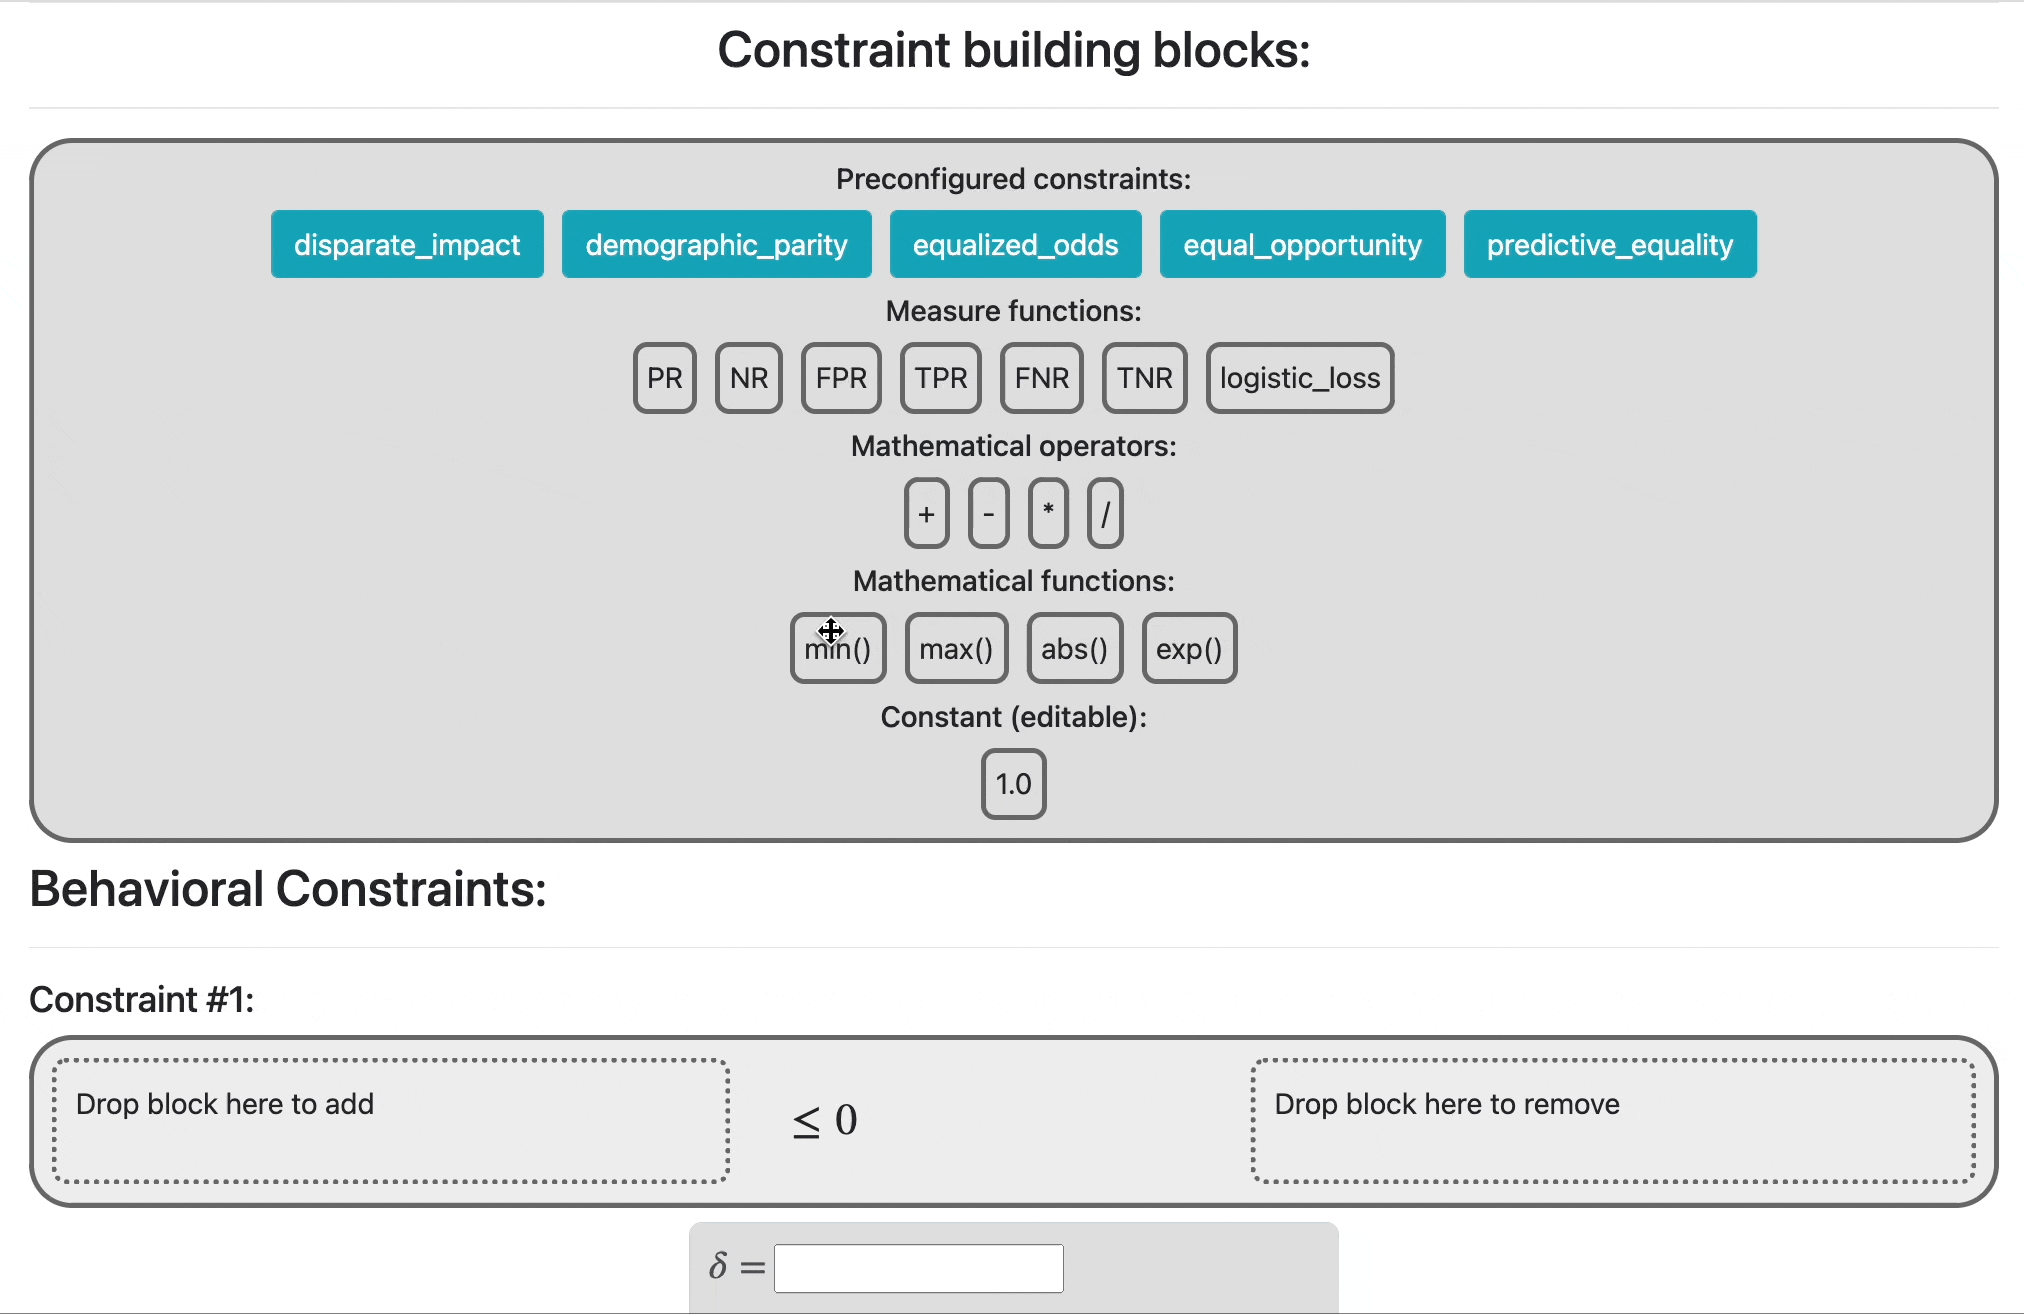 Constraint building blocks:
Preconfigured constraints:
disparate_impact demographic_parity equalized_odds equal_opportunity predictive_equality
Measure functions:
PR NR FPR TPR FNR TNR logistic_loss
Mathematical operators:
+ - * /
Mathematical functions:
min() max() abs() exp()
Constant (editable):
1.0
Behavioral Constraints:
Constraint #1:
Drop block here to add ≤ 0 Drop block here to remove
δ =